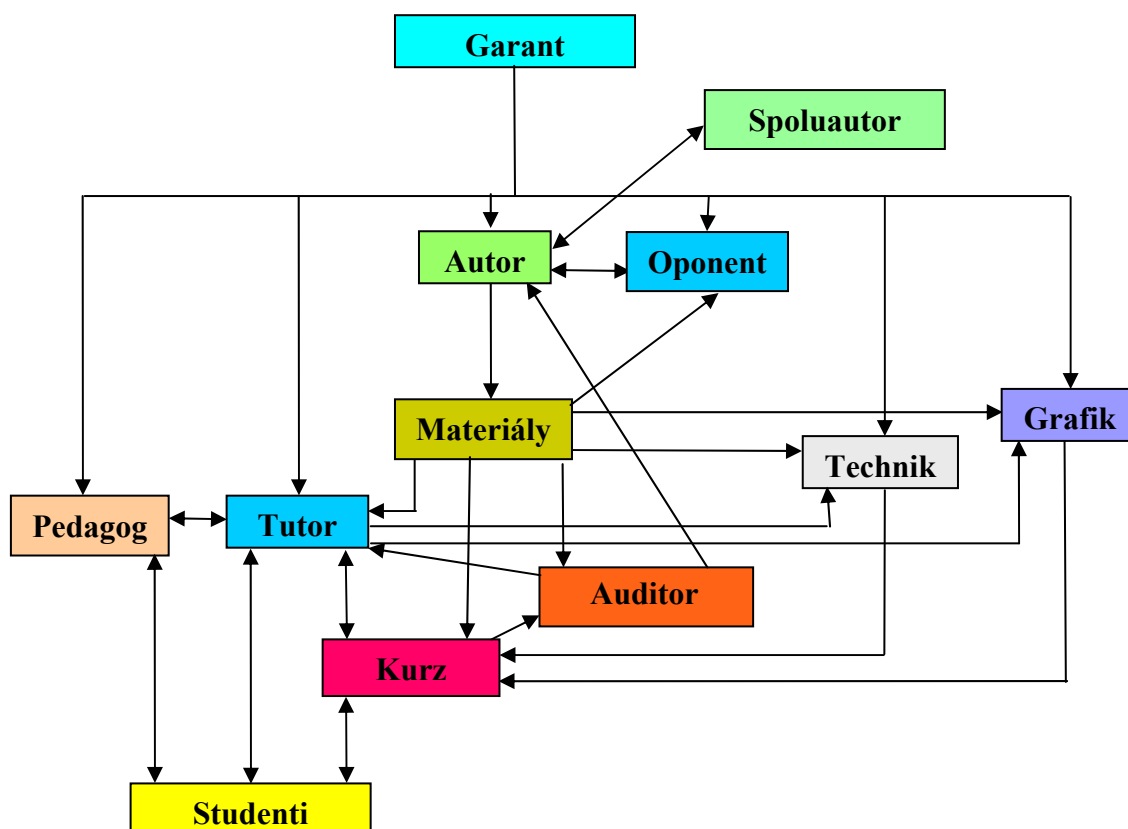 Garant
Spoluautor
Autor
Oponent
Materiály
Grafik
Technik
Pedagog
Tutor
Auditor
Kurz
Studenti